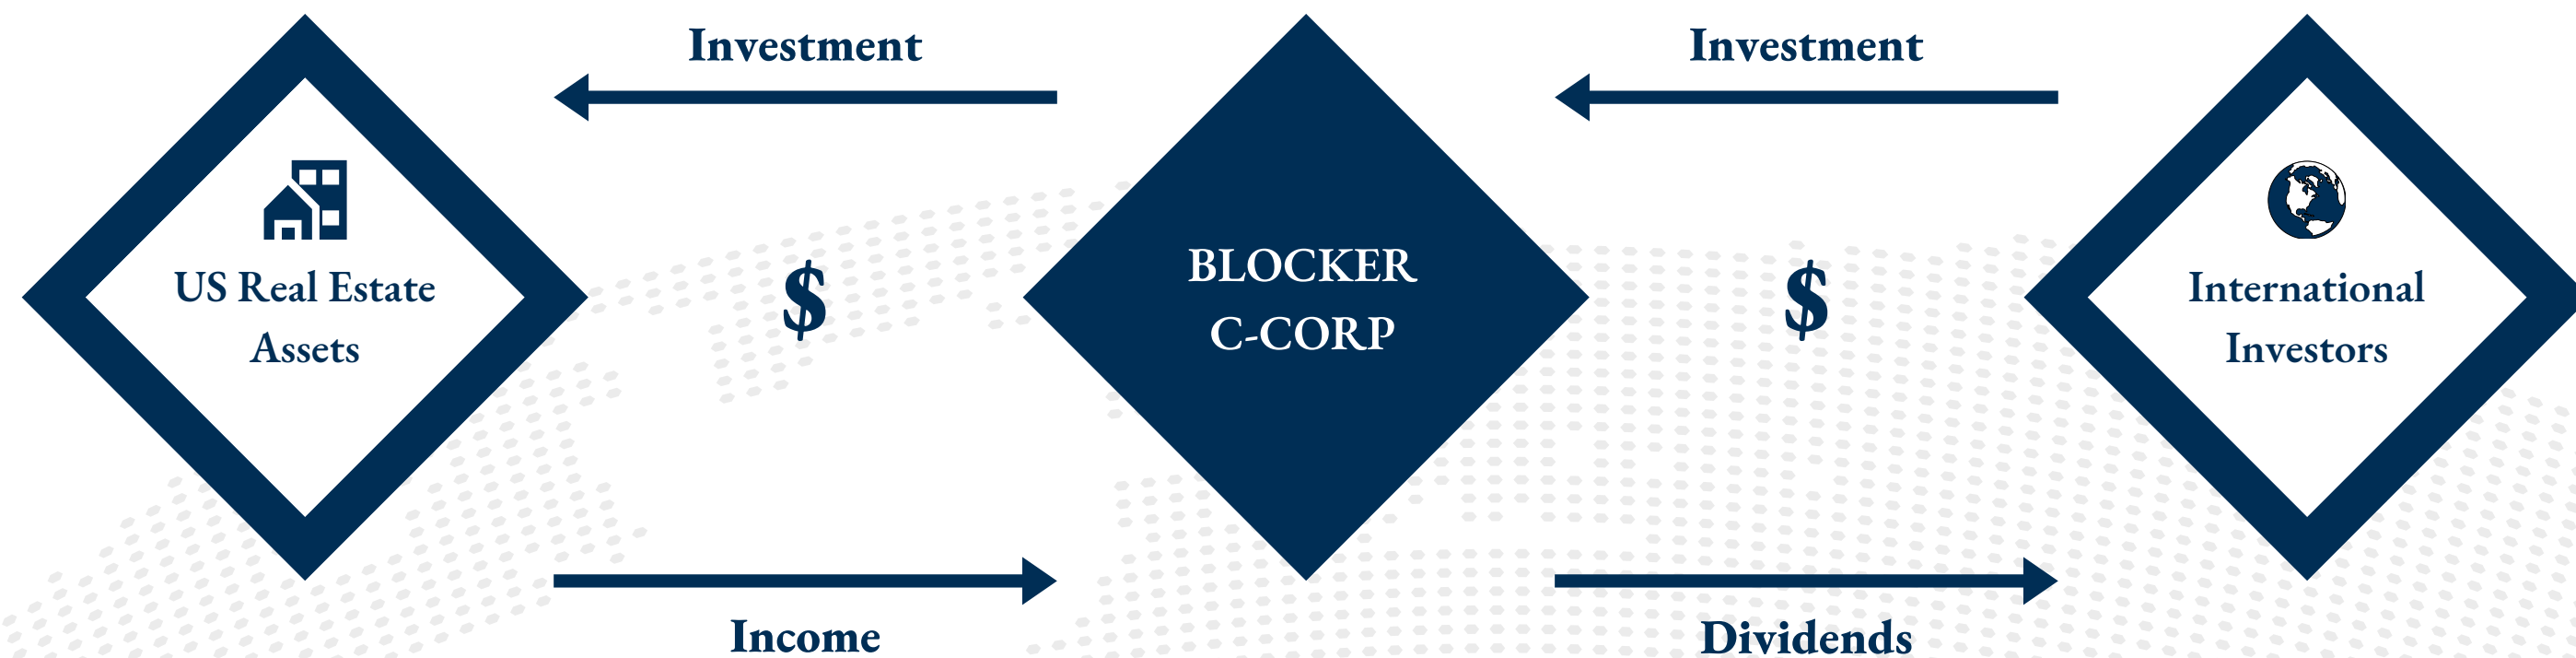 Investment
Investment
US Real Estate
Assets
$
BLOCKER
C-CORP
$
International
Investors
Income
Dividends